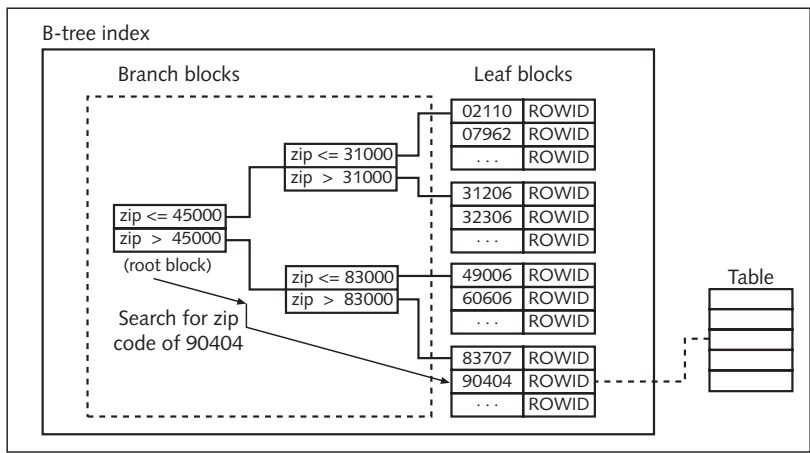 B-tree index
Branch blocks
Leaf blocks
zip <= 45000
zip > 45000
(root block)
Search for zip
code of 90404
zip <= 31000
zip > 31000
zip <= 83000
zip > 83000
02110 ROWID
07962 ROWID
... ROWID
31206 ROWID
32306 ROWID
... ROWID
49006 ROWID
60606 ROWID
... ROWID
83707 ROWID
90404 ROWID
... ROWID
Table